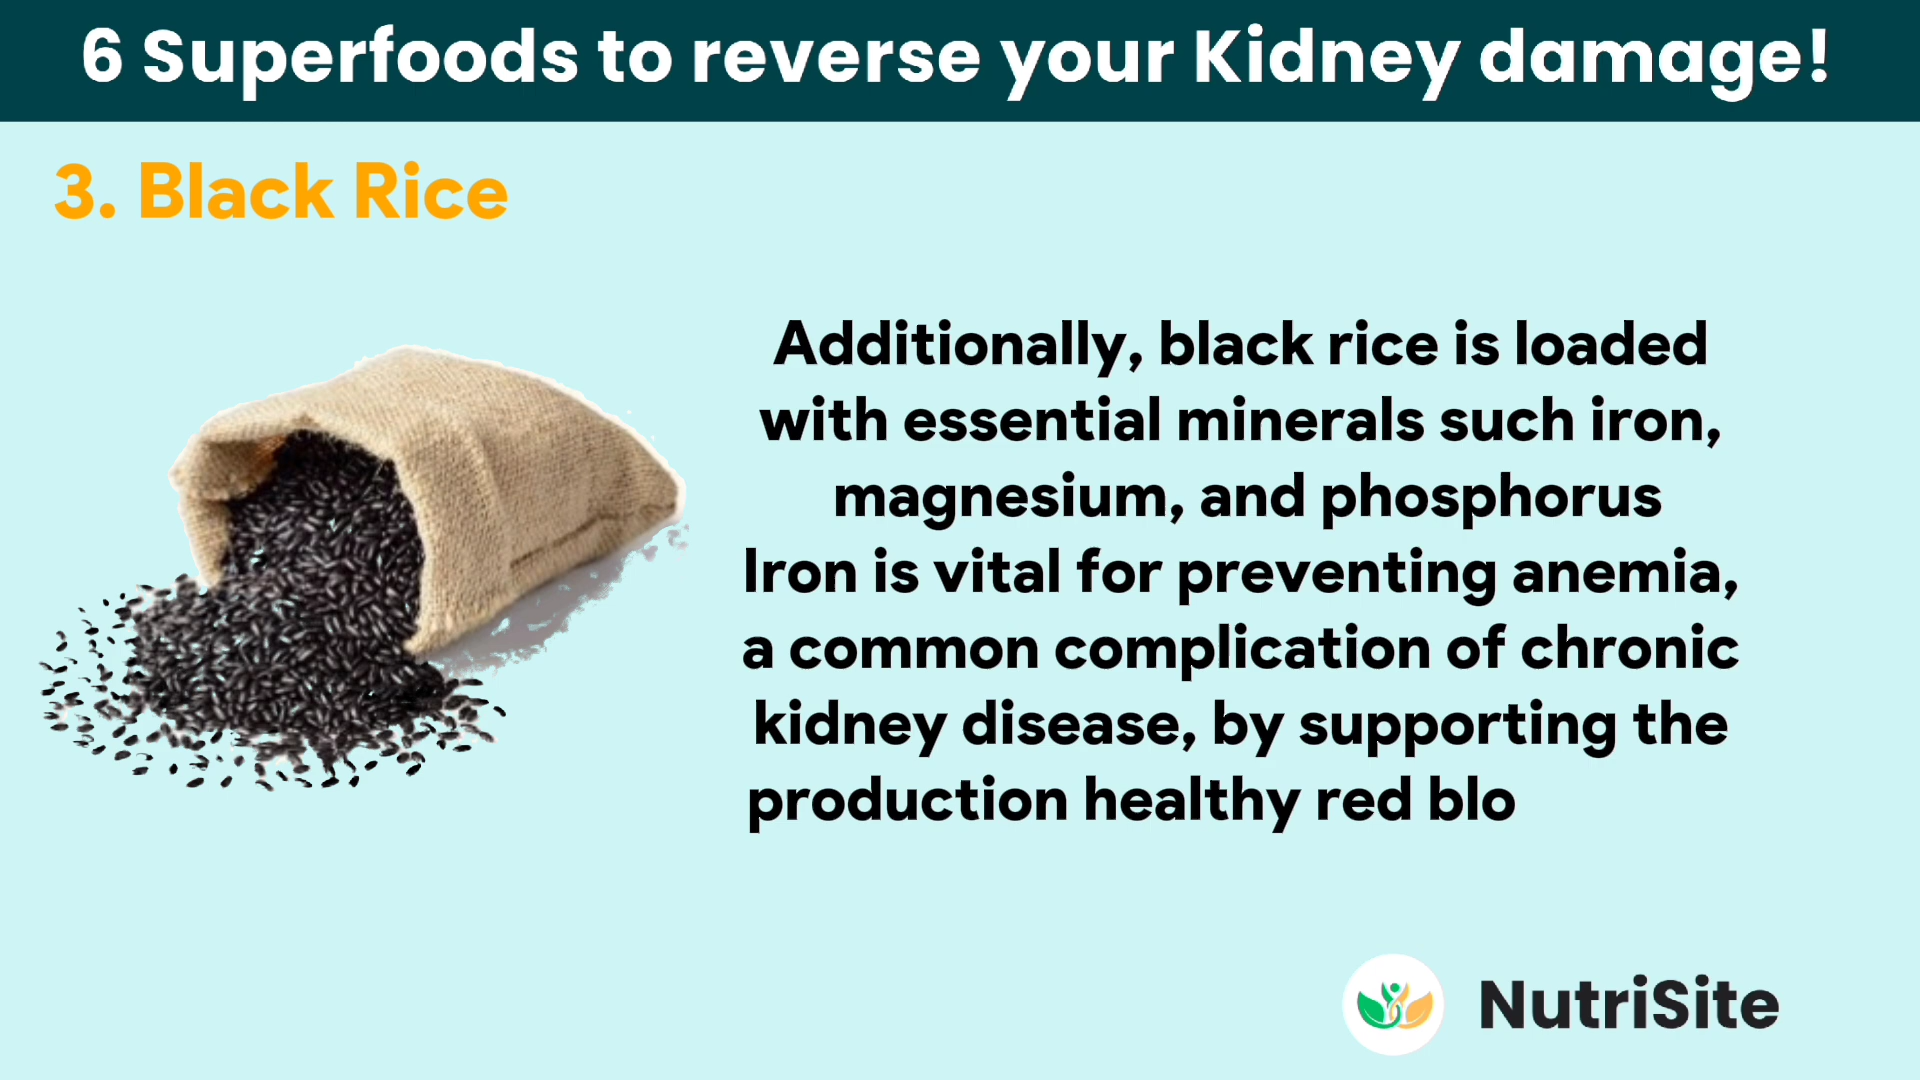 6 Superfoods to reverse your Kidney damage!
3. Black Rice
Additionally, black rice is loaded
with essential minerals such iron,
magnesium, and phosphorus
Iron is vital for preventing anemia,
a common complication of chronic
kidney disease, by supporting the
production healthy red blo
NutriSite